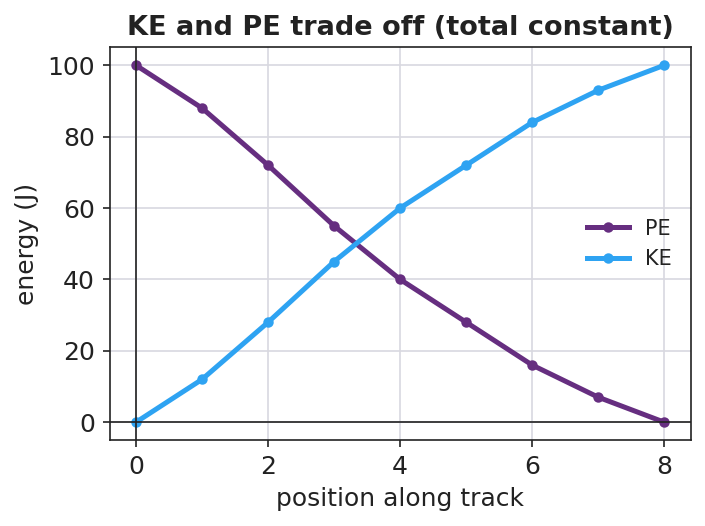 KE and PE trade off (total constant)
100
80
60
40
20
0
energy (J)
PE
KE
0 2 4 6 8
position along track